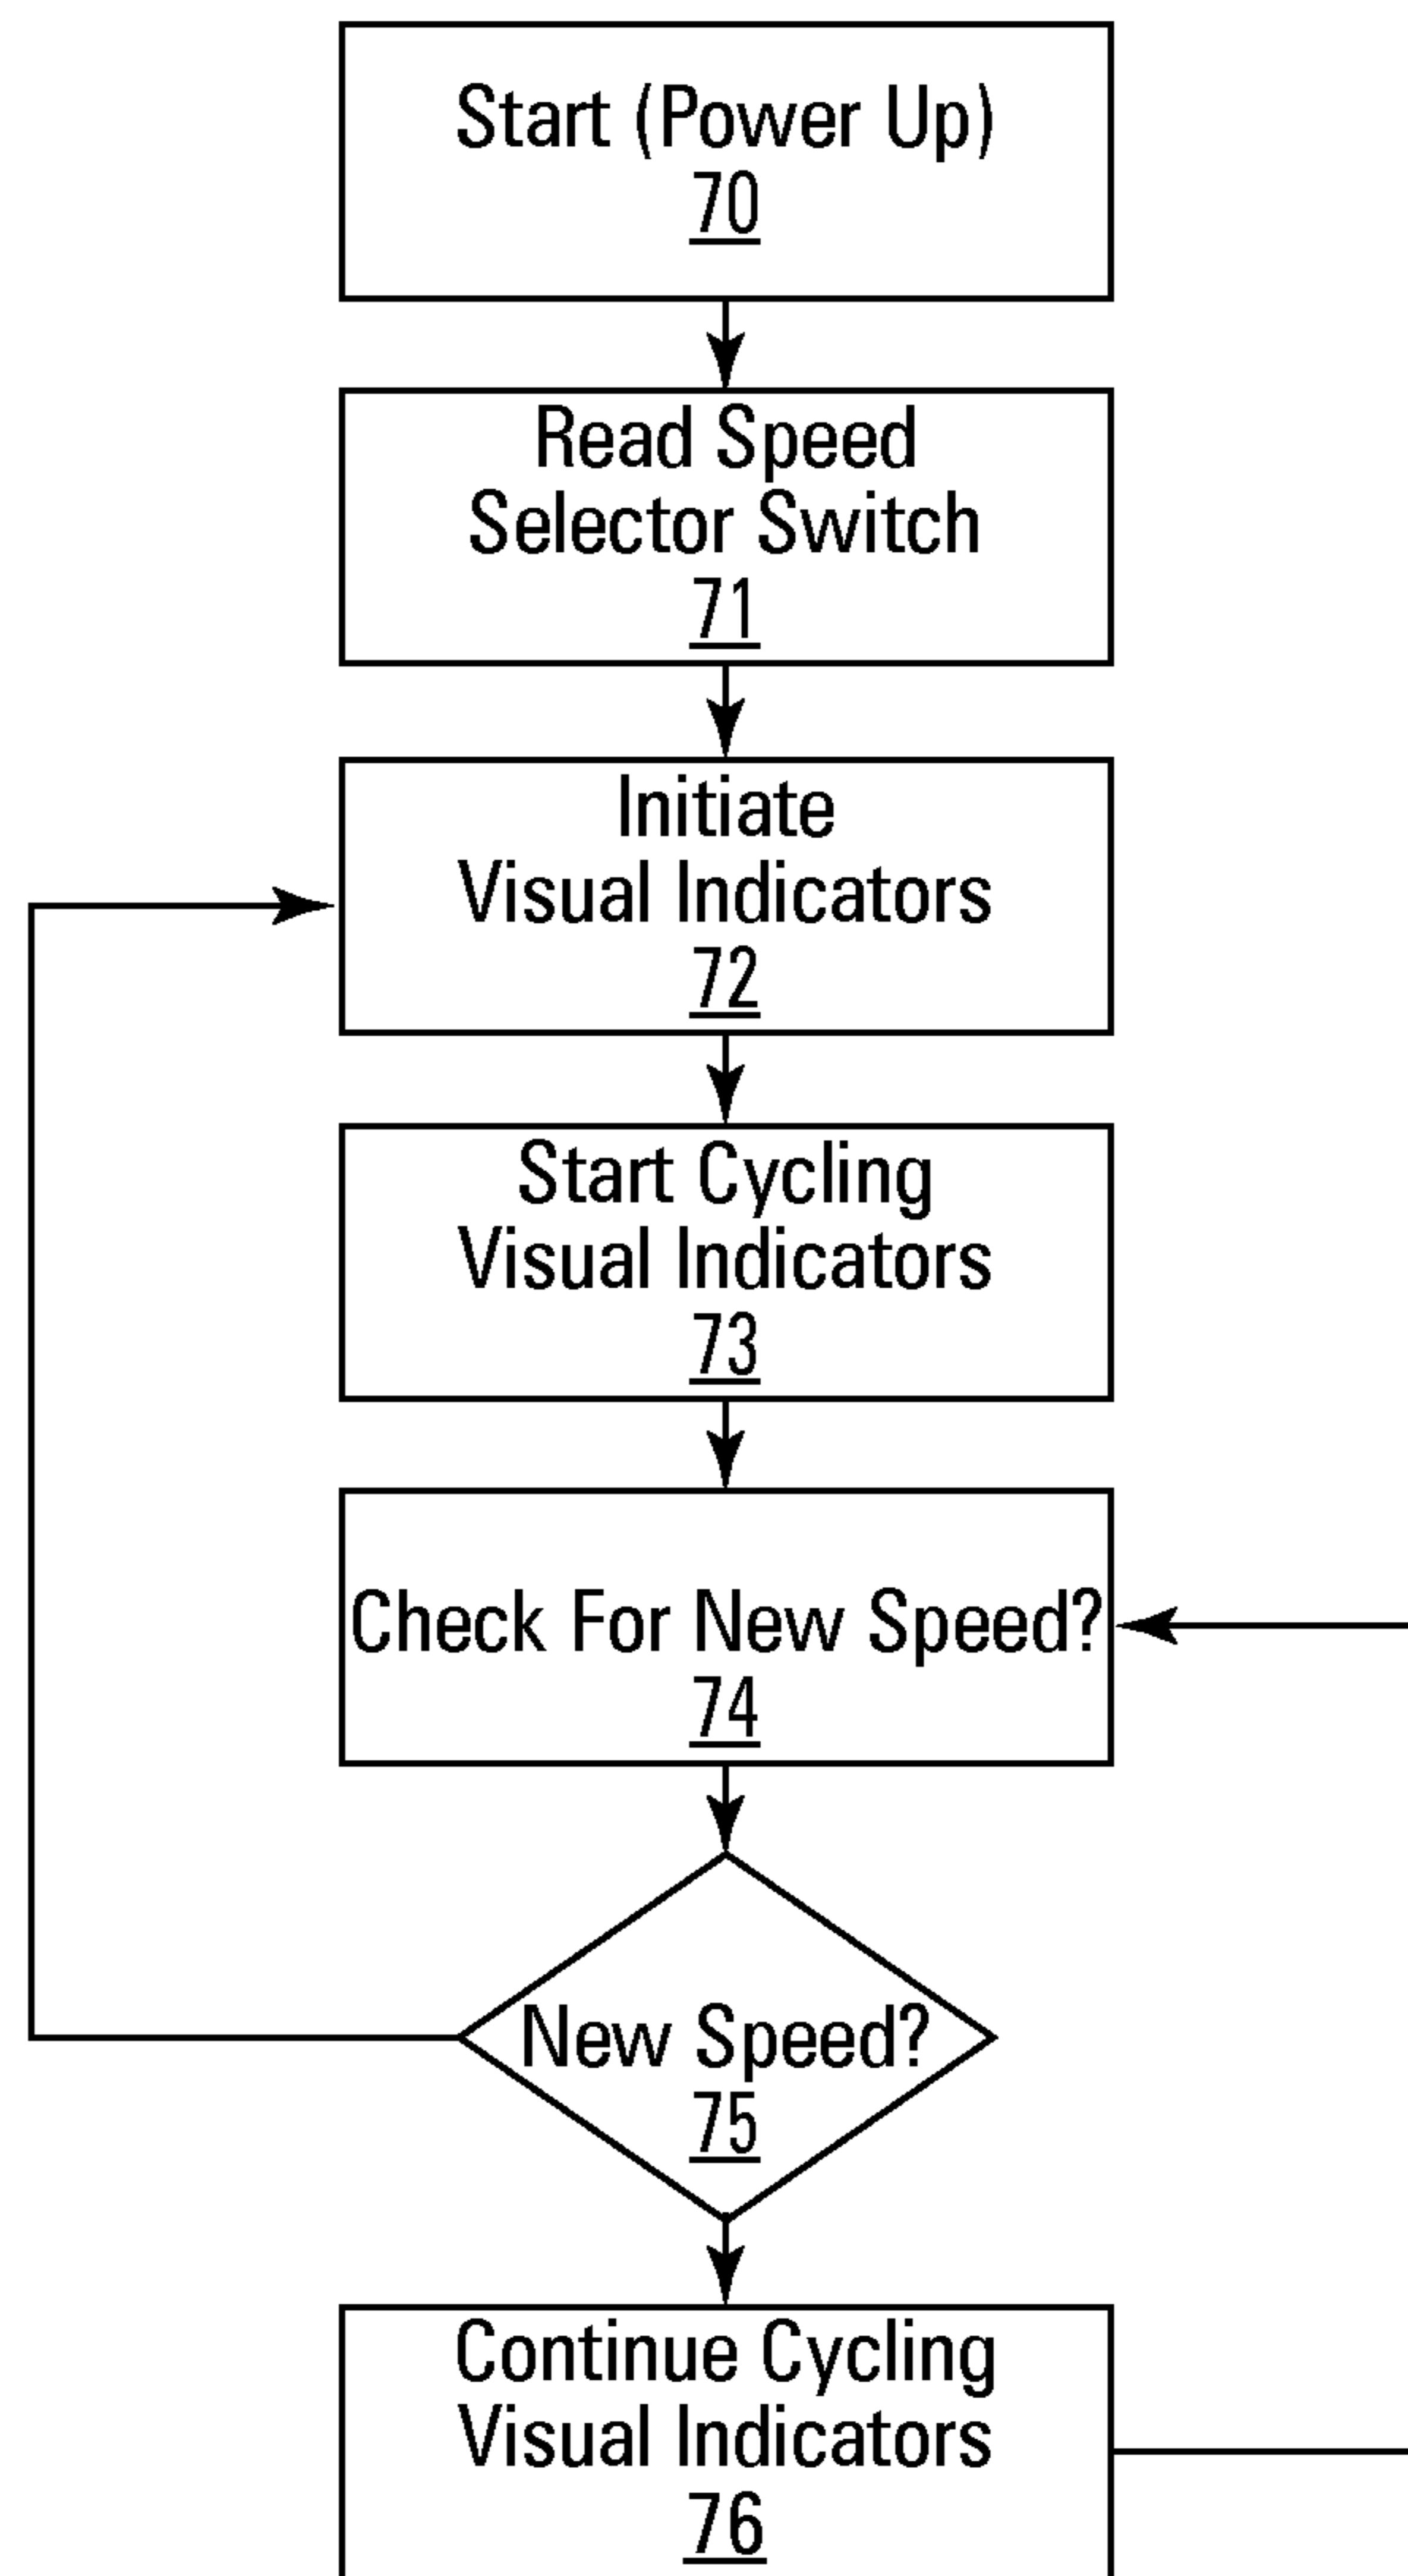 Start (Power Up)
70
Read Speed
Selector Switch
71
Initiate
Visual Indicators
72
Start Cycling
Visual Indicators
73
Check For New Speed?
74
New Speed?
75
Continue Cycling
Visual Indicators
76